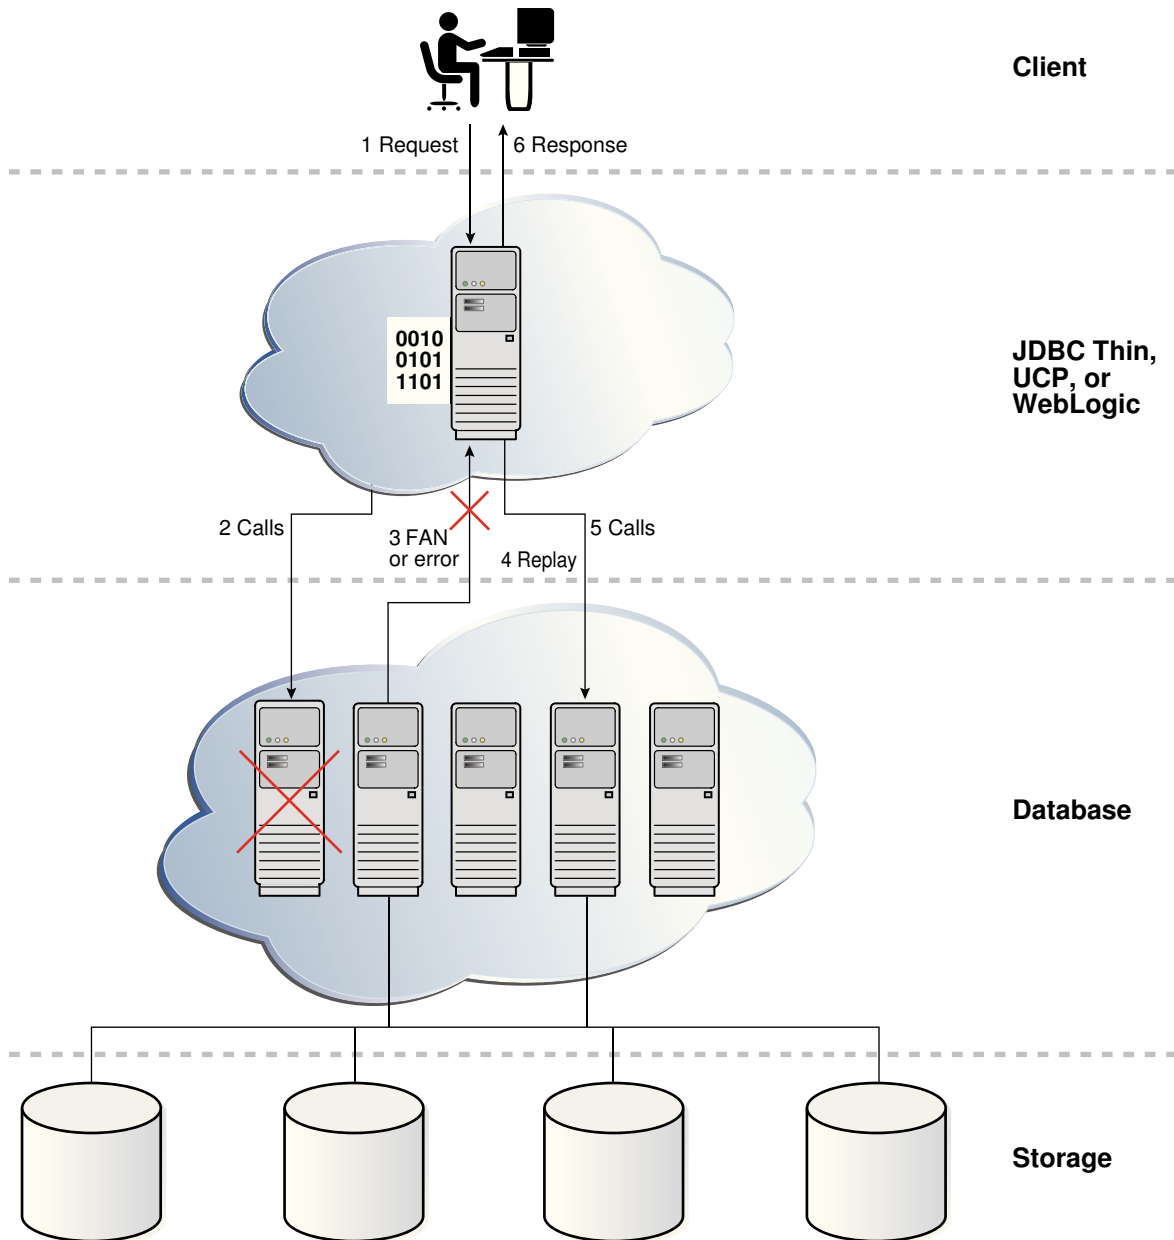 Client
1 Request
6 Response
0010
0101
1101
JDBC Thin,
UCP, or
WebLogic
2 Calls
3 FAN
or error
4 Replay
5 Calls
Database
Storage